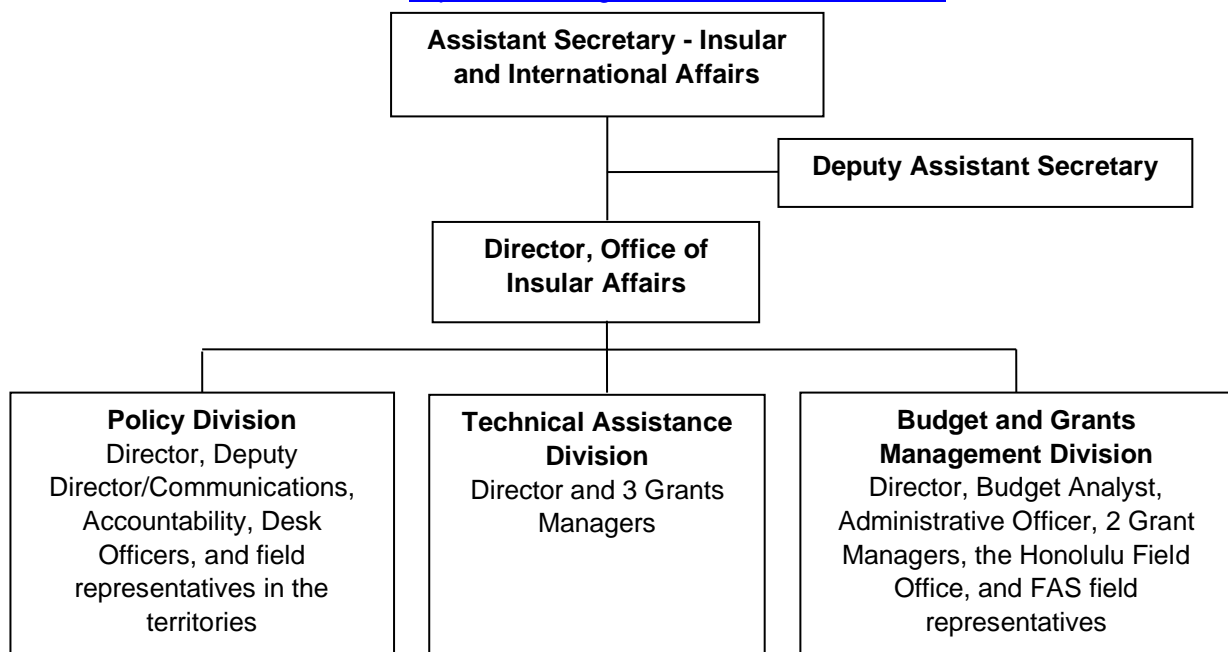 Assistant Secretary - Insular
and International Affairs
Deputy Assistant Secretary
Director, Office of
Insular Affairs
Policy Division
Director, Deputy
Director/Communications,
Accountability, Desk
Officers, and field
representatives in the
territories
Technical Assistance
Division
Director and 3 Grants
Managers
Budget and Grants
Management Division
Director, Budget Analyst,
Administrative Officer, 2 Grant
Managers, the Honolulu Field
Office, and FAS field
representatives